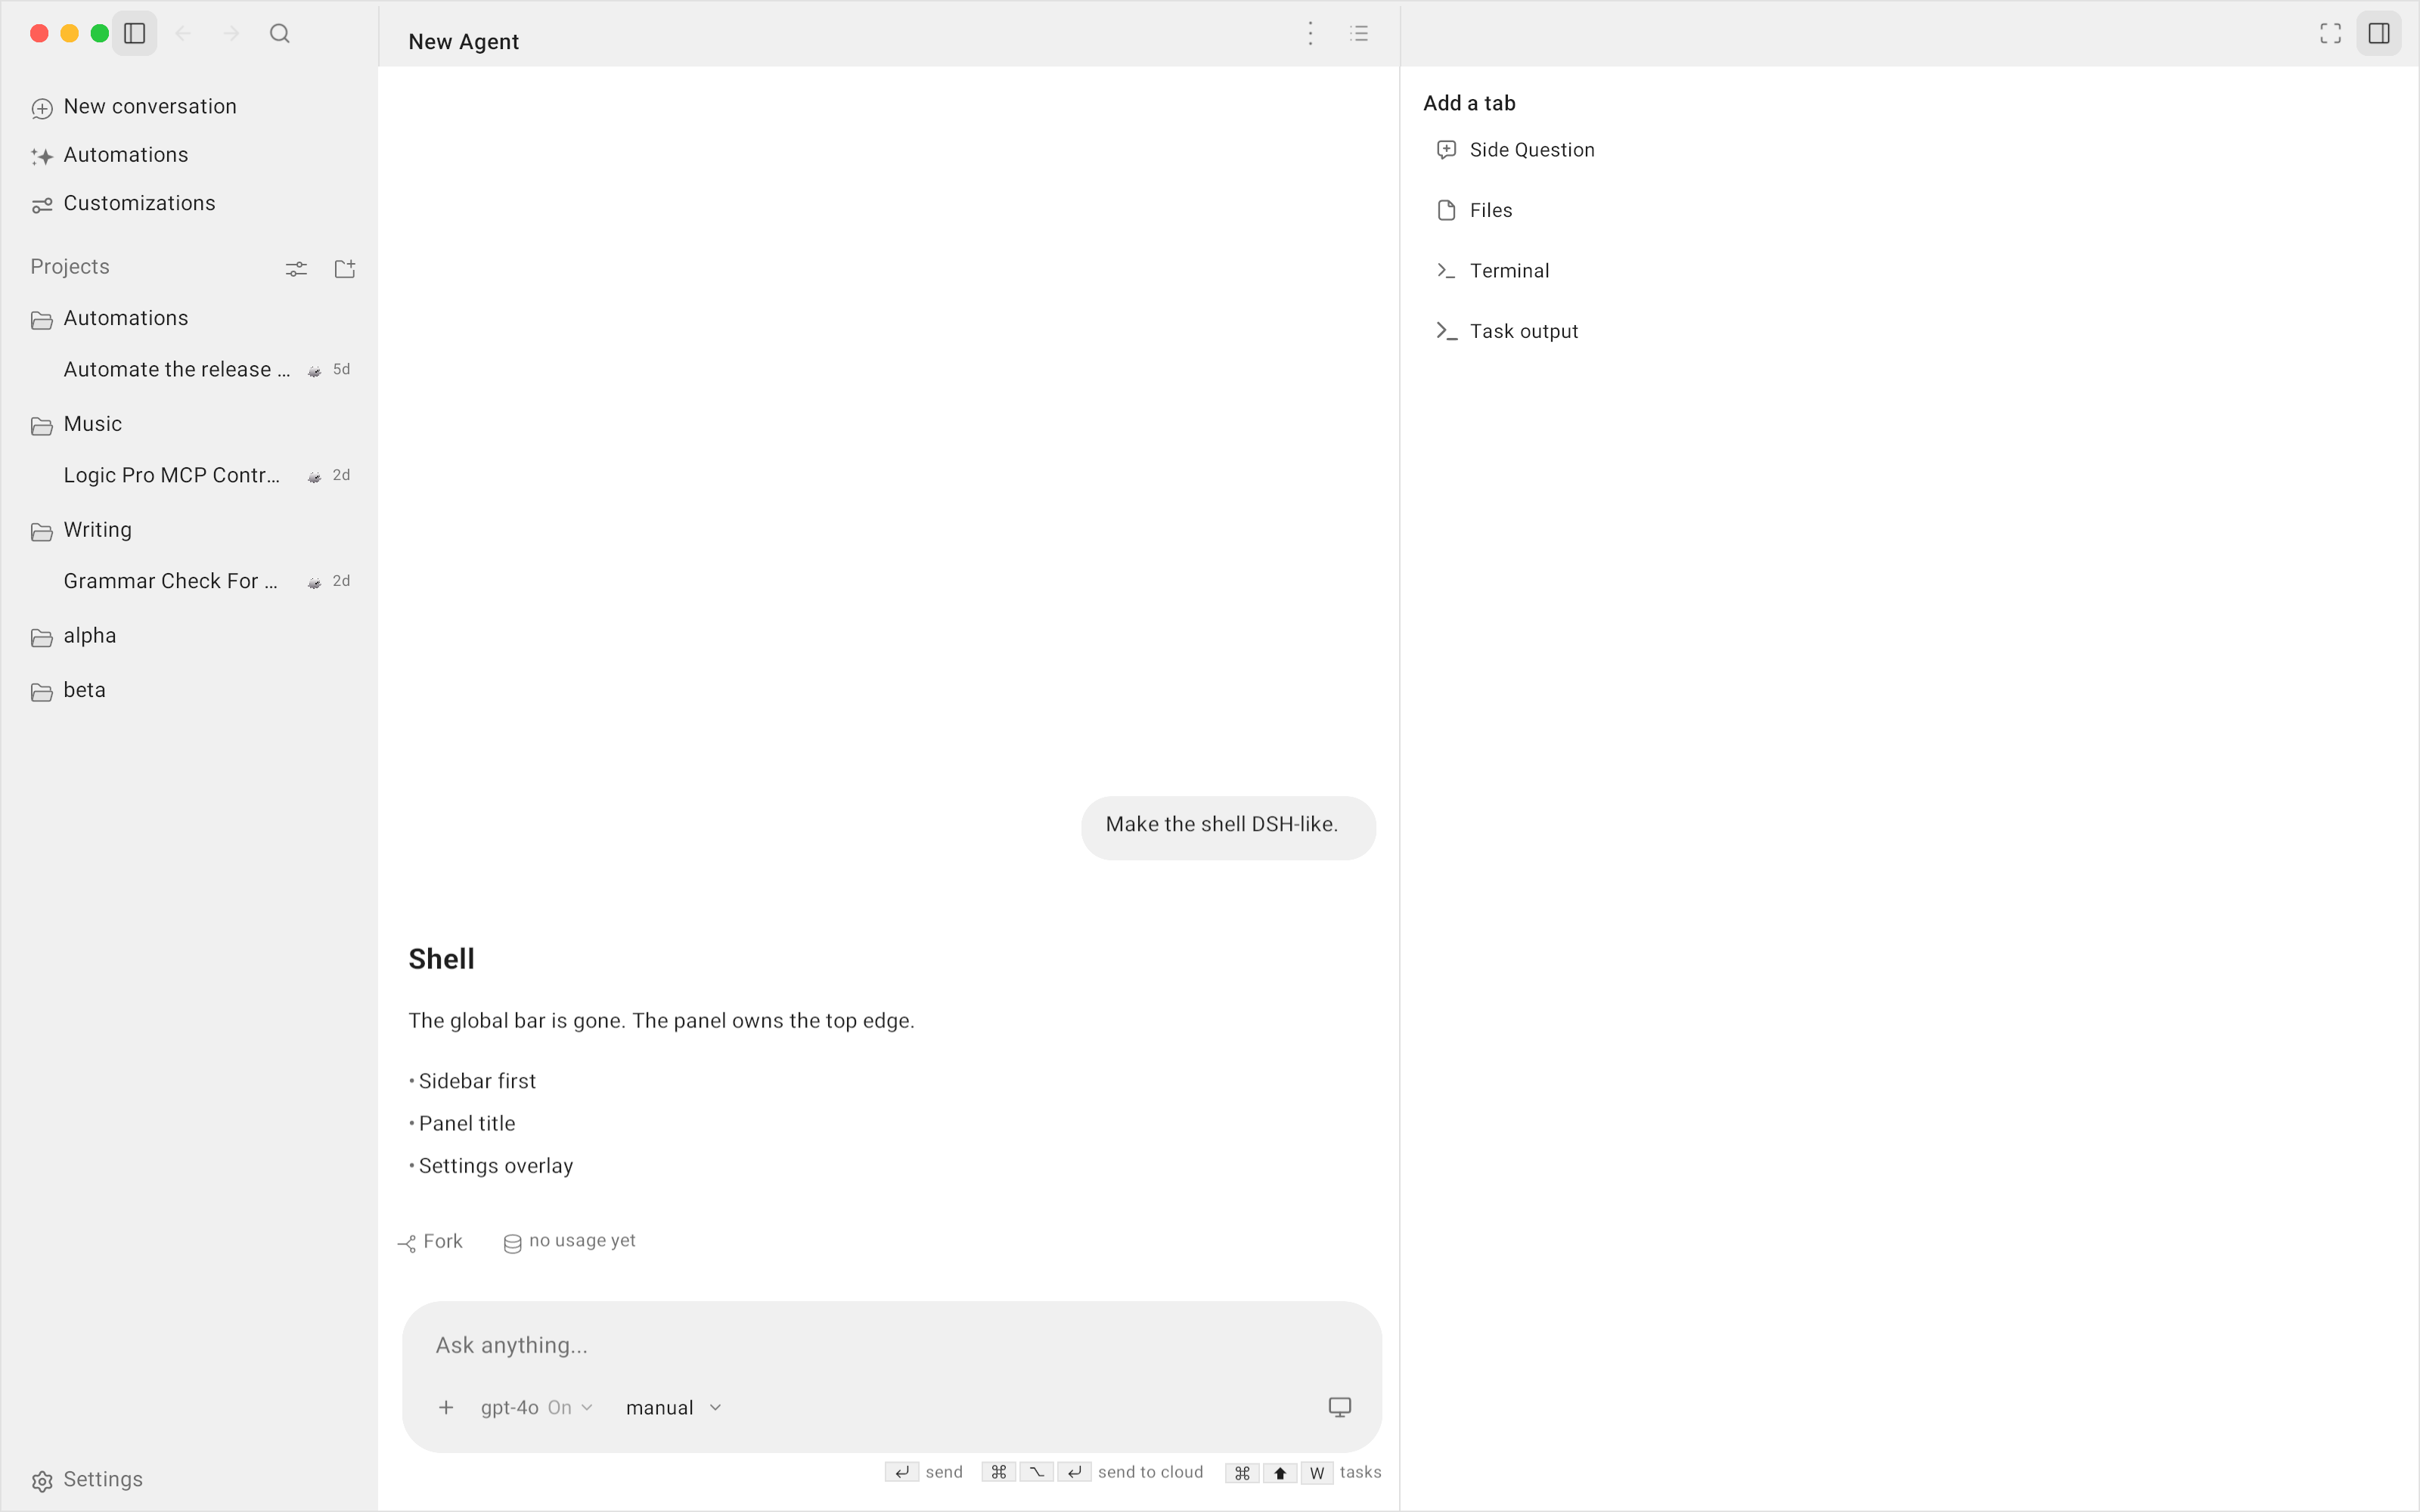 New Agent
New conversation
Automations
Customizations
Projects
Automations
Automate the release ... 5d
Music
Logic Pro MCP Contr... 2d
Writing
Grammar Check For ... 2d
alpha
beta
Settings
Make the shell DSH-like.
Shell
The global bar is gone. The panel owns the top edge.
• Sidebar first
• Panel title
• Settings overlay
Fork no usage yet
Ask anything...
gpt-4o On manual
send send to cloud W tasks
Add a tab
Side Question
Files
Terminal
Task output